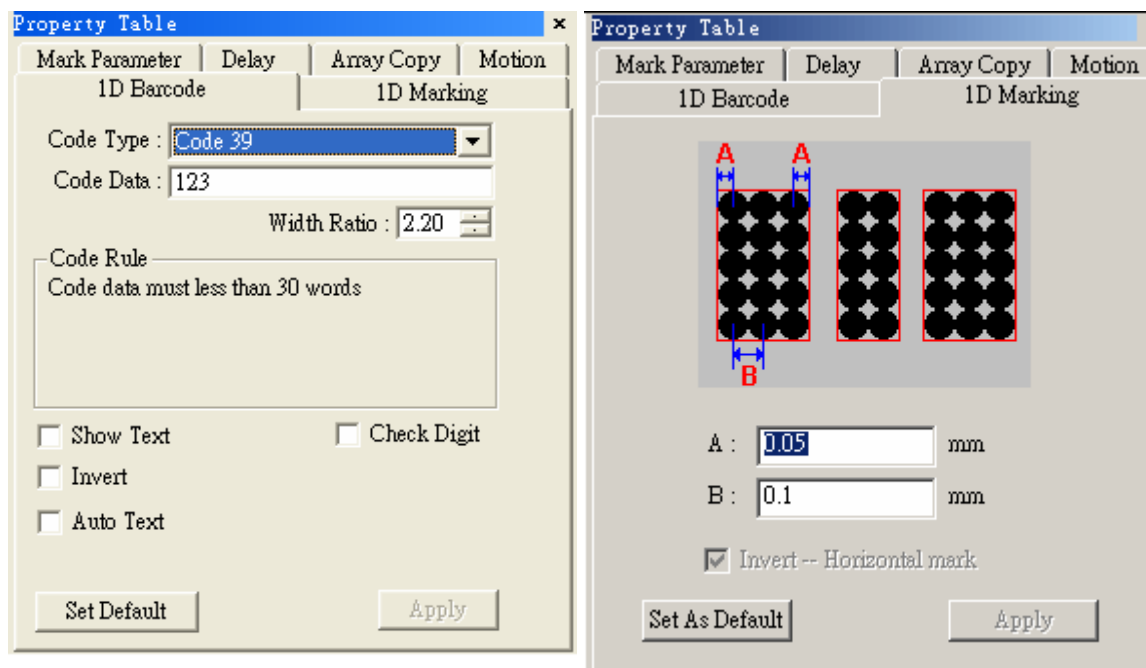 Property Table
Mark Parameter Delay Array Copy Motion
1D Barcode 1D Marking
Code Type : Code 39
Code Data : 123
Width Ratio : 2.20
Code Rule
Code data must less than 30 words
Show Text Check Digit
Invert
Auto Text
Set Default Apply
Property Table
Mark Parameter Delay Array Copy Motion
1D Barcode 1D Marking
A A
B
A : 0.05 mm
B : 0.1 mm
Invert -- Horizontal mark
Set As Default Apply